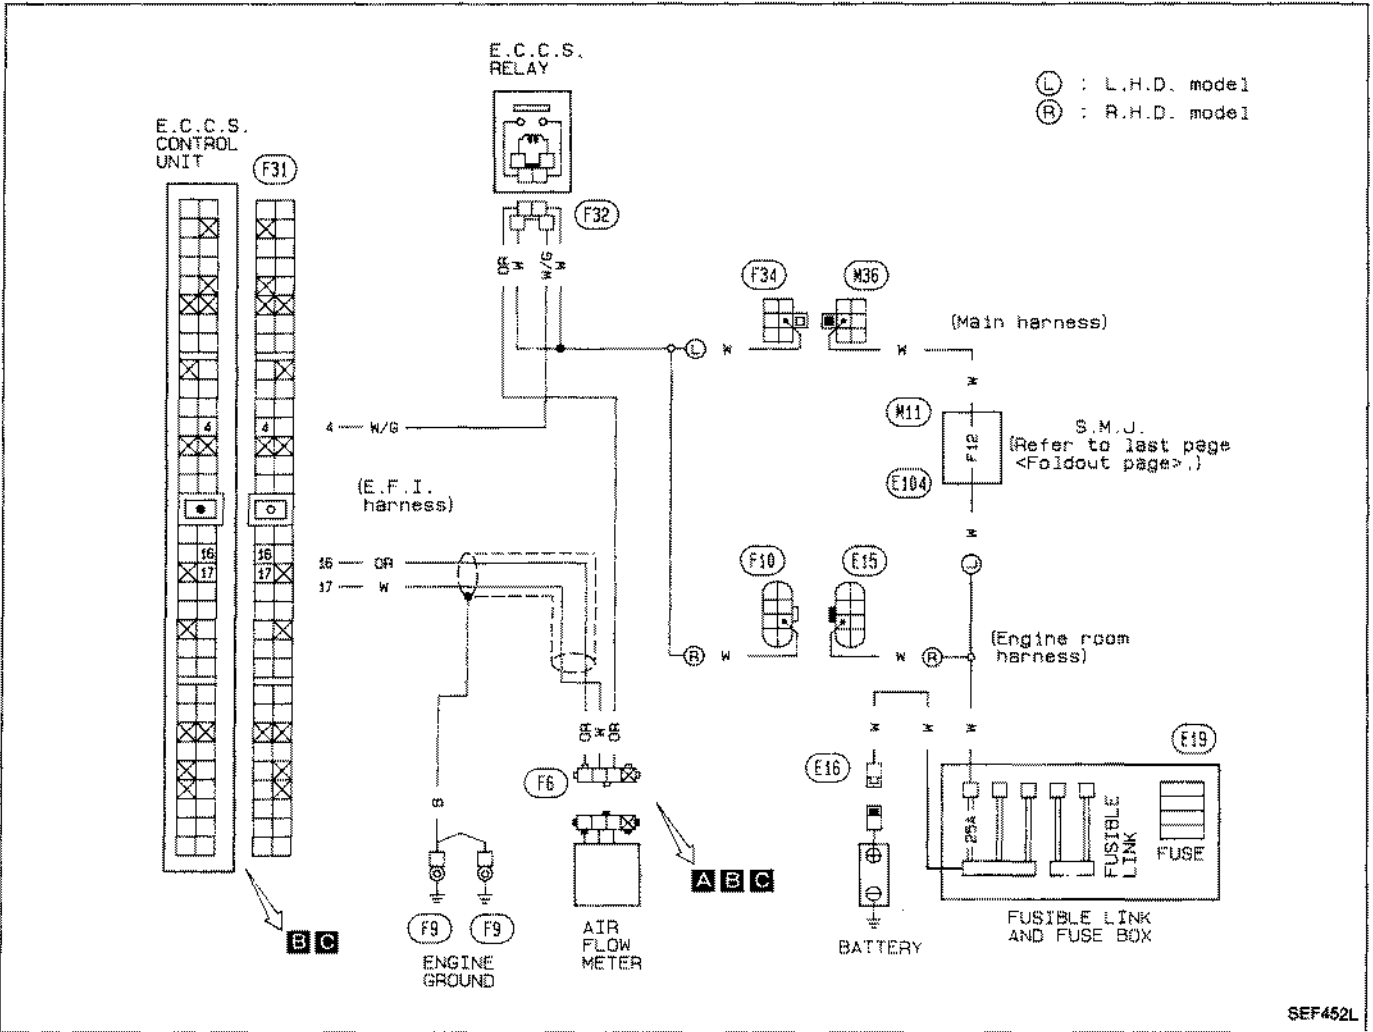 E.C.C.S.
RELAY
L : L.H.D. model
R : R.H.D. model
E.C.C.S.
CONTROL
UNIT
F31
F32
OR
W
W/G
W
F34
M36
(Main harness)
L
W
W
W
4
4
4
W/G
M11
F12
E104
S.M.J.
(Refer to last page
<Foldout page>.)
(E.F.I.
harness)
W
L
16
17
16
17
16
OR
17
W
F10
E15
(Engine room
harness)
R
W
W
R
W
W
W
OR
W
OR
E19
E16
F6
B
25A
FUSIBLE
LINK
FUSE
A B C
B C
F9
F9
ENGINE
GROUND
AIR
FLOW
METER
BATTERY
FUSIBLE LINK
AND FUSE BOX
SEF452L